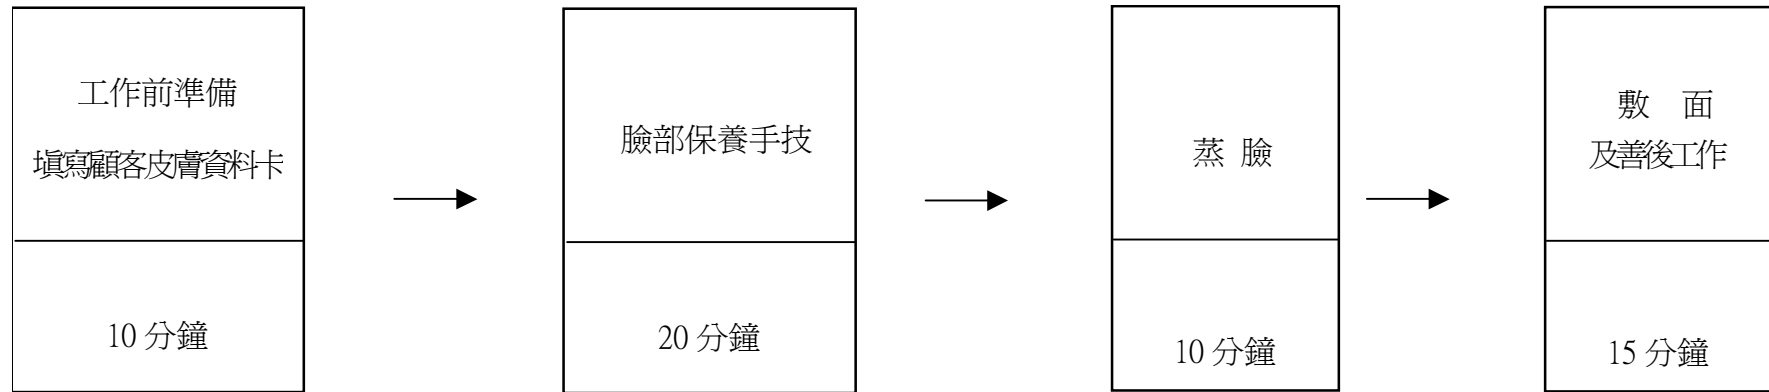 工作前準備
填寫顧客皮膚資料卡
10 分鐘
臉部保養手技
20 分鐘
蒸 臉
10 分鐘
敷 面
及善後工作
15 分鐘